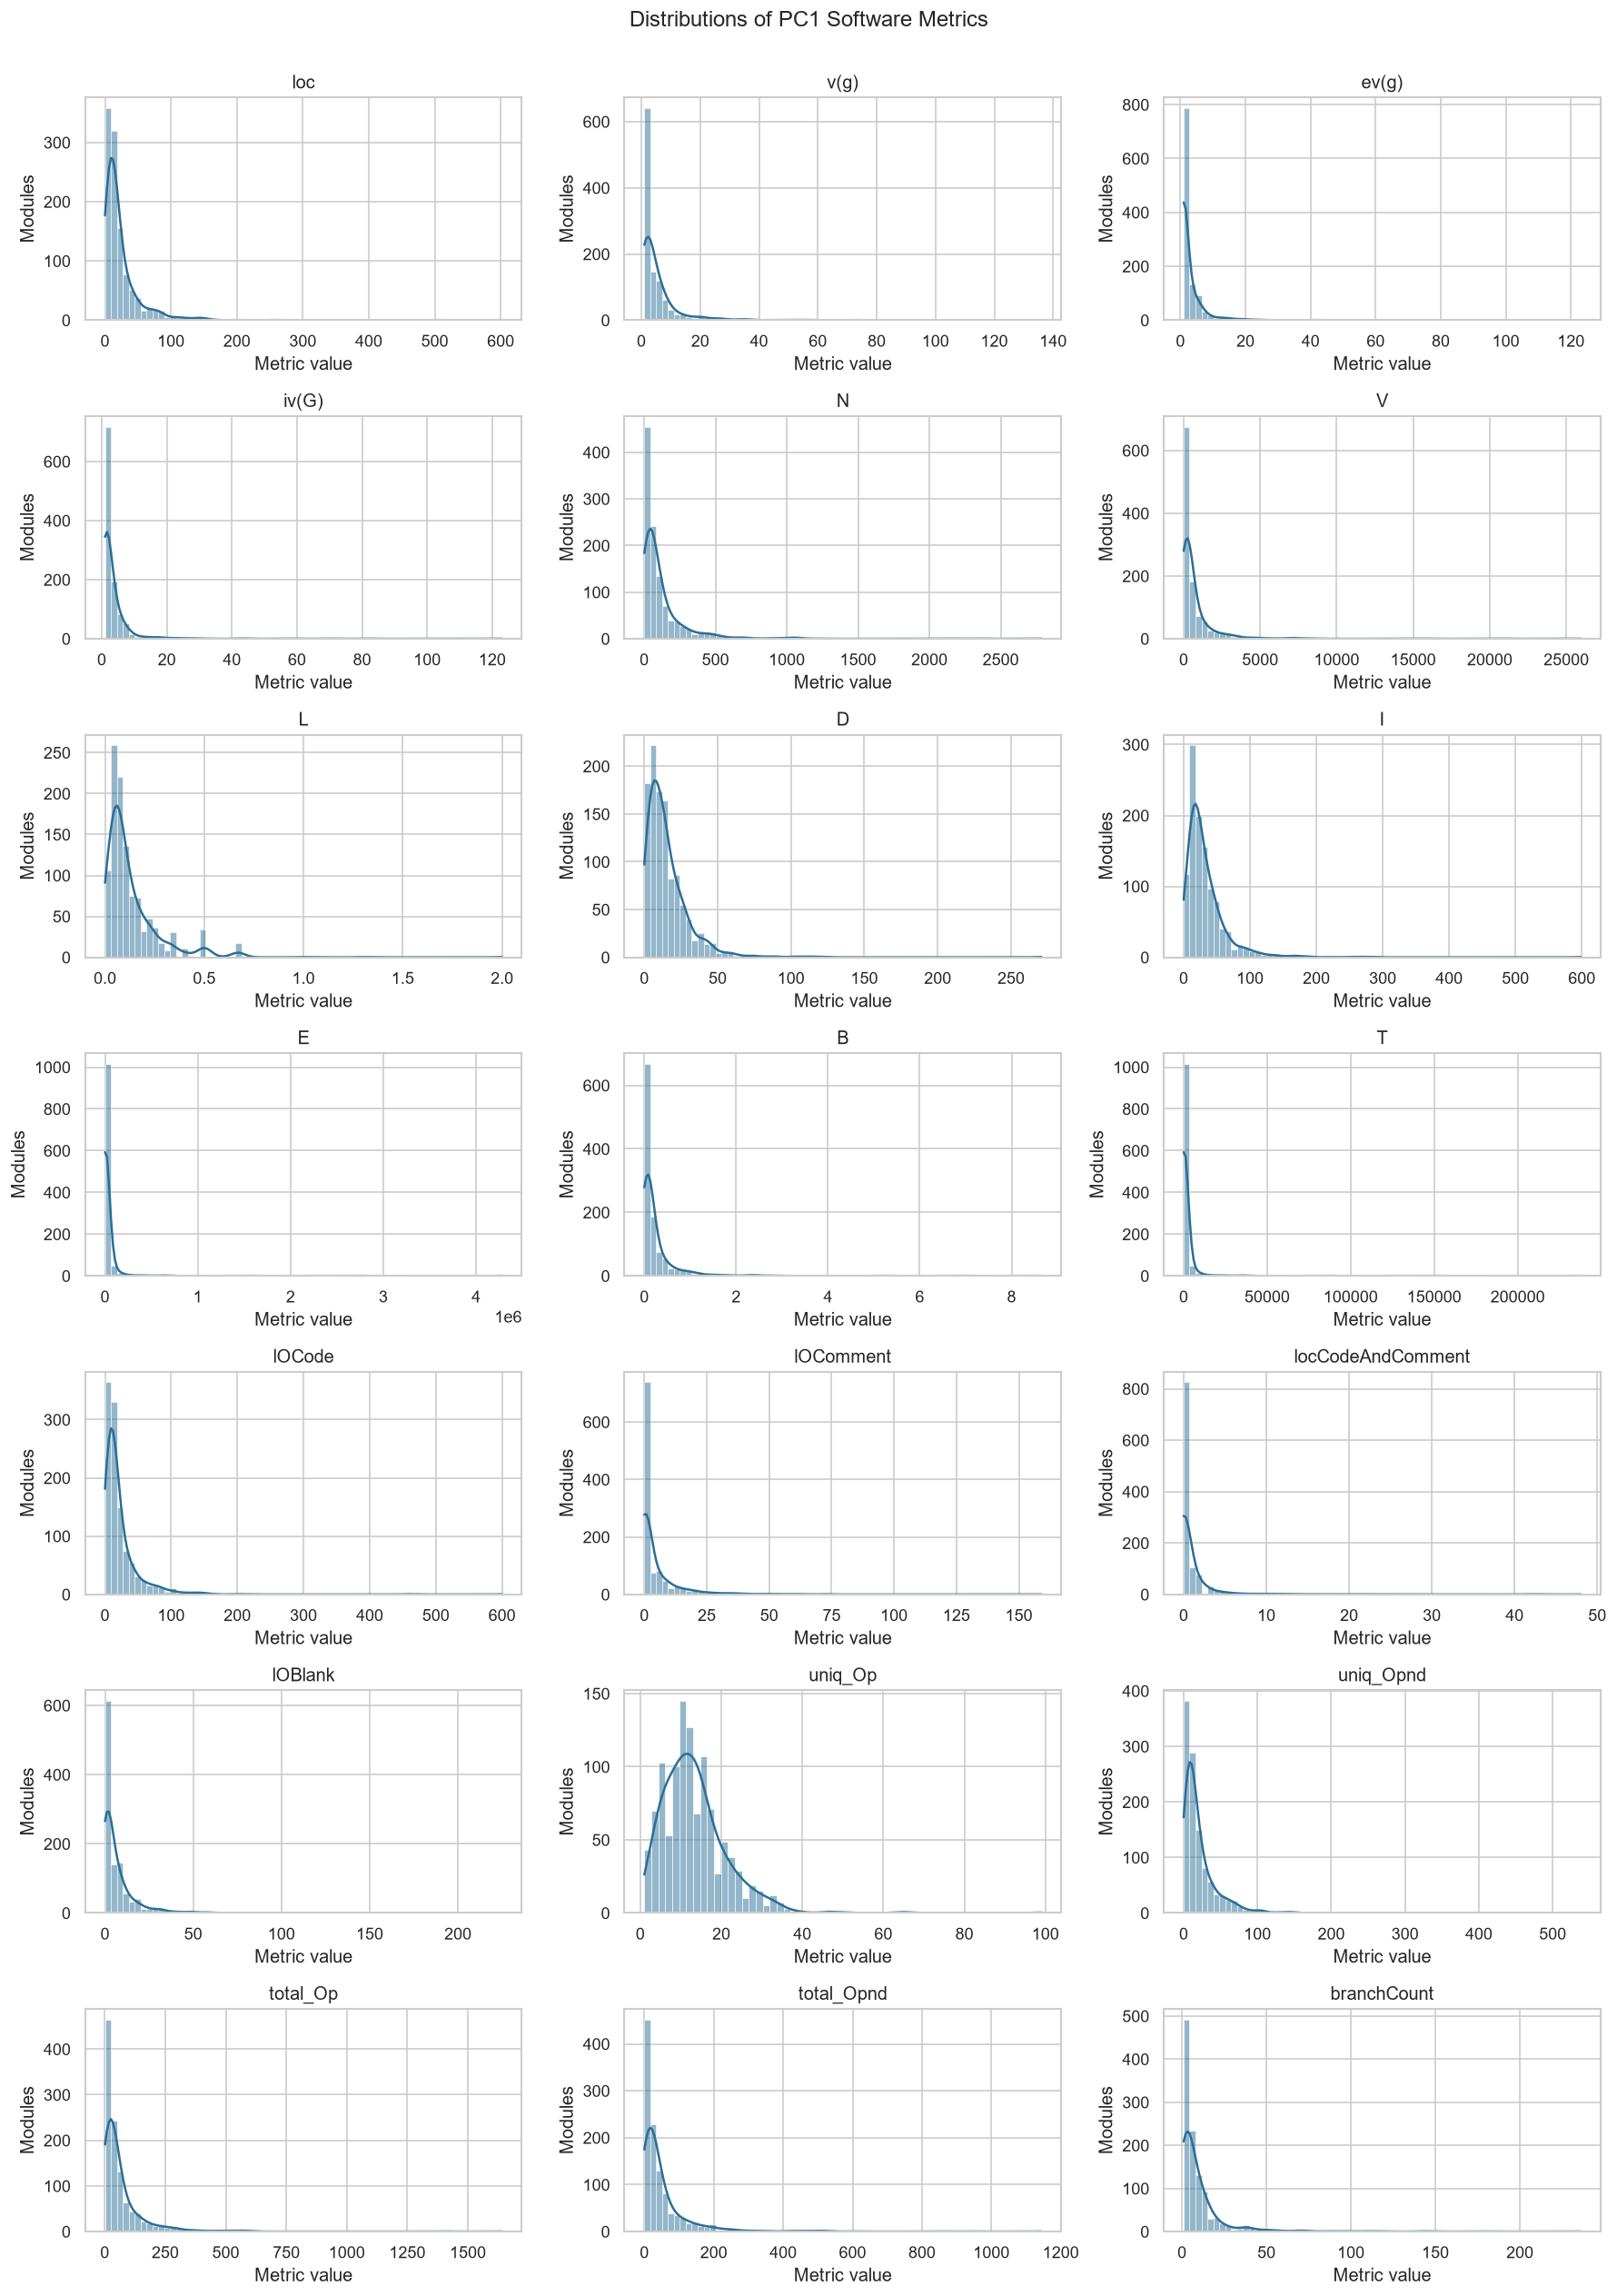 Distributions of PC1 Software Metrics
loc v(g) ev(g)
Modules Modules Modules
300 600 800
200 400 600
100 200 400
0 0 200
0
0 100 200 300 400 500 600 0 20 40 60 80 100 120 140 0 20 40 60 80 100 120
Metric value Metric value Metric value
iv(G) N V
Modules Modules Modules
600 400 600
400 300 400
200 200 200
0 100 0
0
0 20 40 60 80 100 120 0 500 1000 1500 2000 2500 0 5000 10000 15000 20000 25000
Metric value Metric value Metric value
L D I
Modules Modules Modules
250 200 300
200 150 200
150 100 100
100 50 0
50 0
0
0.0 0.5 1.0 1.5 2.0 0 50 100 150 200 250 0 100 200 300 400 500 600
Metric value Metric value Metric value
E B T
Modules Modules Modules
1000 600 1000
800 400 800
600 200 600
400 0 400
200 200
0 0
0 1 2 3 4 0 2 4 6 8 0 50000 100000 150000 200000
1e6
Metric value Metric value Metric value
lOCode lOComment locCodeAndComment
Modules Modules Modules
300 600 800
200 400 600
100 200 400
0 0 200
0
0 100 200 300 400 500 600 0 25 50 75 100 125 150 0 10 20 30 40 50
Metric value Metric value Metric value
lOBlank uniq_Op uniq_Opnd
Modules Modules Modules
600 150 400
400 100 300
200 50 200
0 0 100
0
0 50 100 150 200 0 20 40 60 80 100 0 100 200 300 400 500
Metric value Metric value Metric value
total_Op total_Opnd branchCount
Modules Modules Modules
400 400 500
300 300 400
200 200 300
100 100 200
0 0 100
0
0 250 500 750 1000 1250 1500 0 200 400 600 800 1000 1200 0 50 100 150 200
Metric value Metric value Metric value